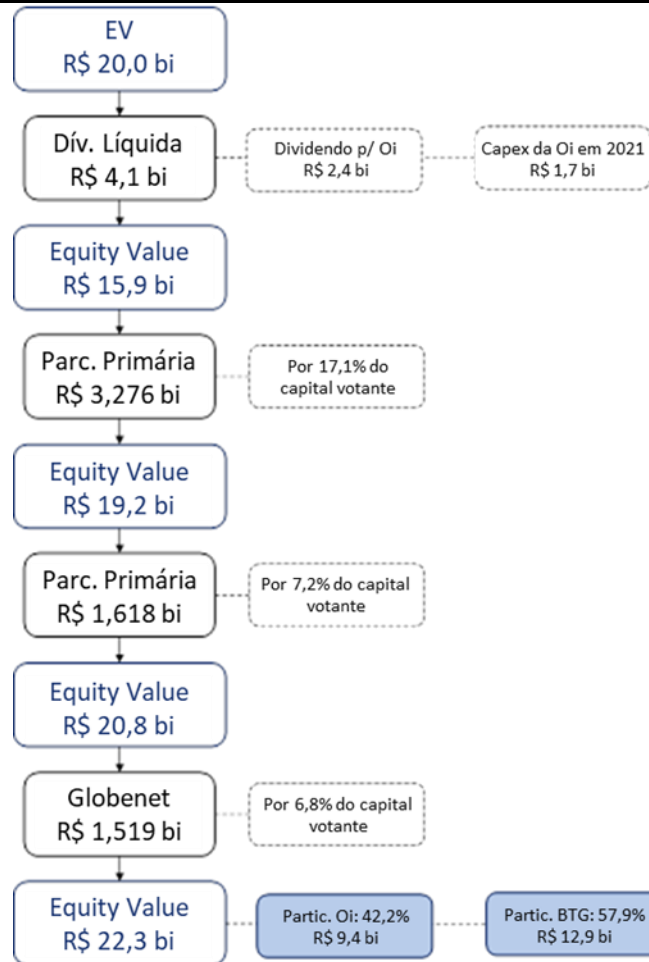 EV
R$ 20,0 bi
Dív. Líquida
R$ 4,1 bi
Dividendo p/ Oi
R$ 2,4 bi
Capex da Oi em 2021
R$ 1,7 bi
Equity Value
R$ 15,9 bi
Parc. Primária
R$ 3,276 bi
Por 17,1% do
capital votante
Equity Value
R$ 19,2 bi
Parc. Primária
R$ 1,618 bi
Por 7,2% do capital
votante
Equity Value
R$ 20,8 bi
Globenet
R$ 1,519 bi
Por 6,8% do capital
votante
Equity Value
R$ 22,3 bi
Partic. Oi: 42,2%
R$ 9,4 bi
Partic. BTG: 57,9%
R$ 12,9 bi